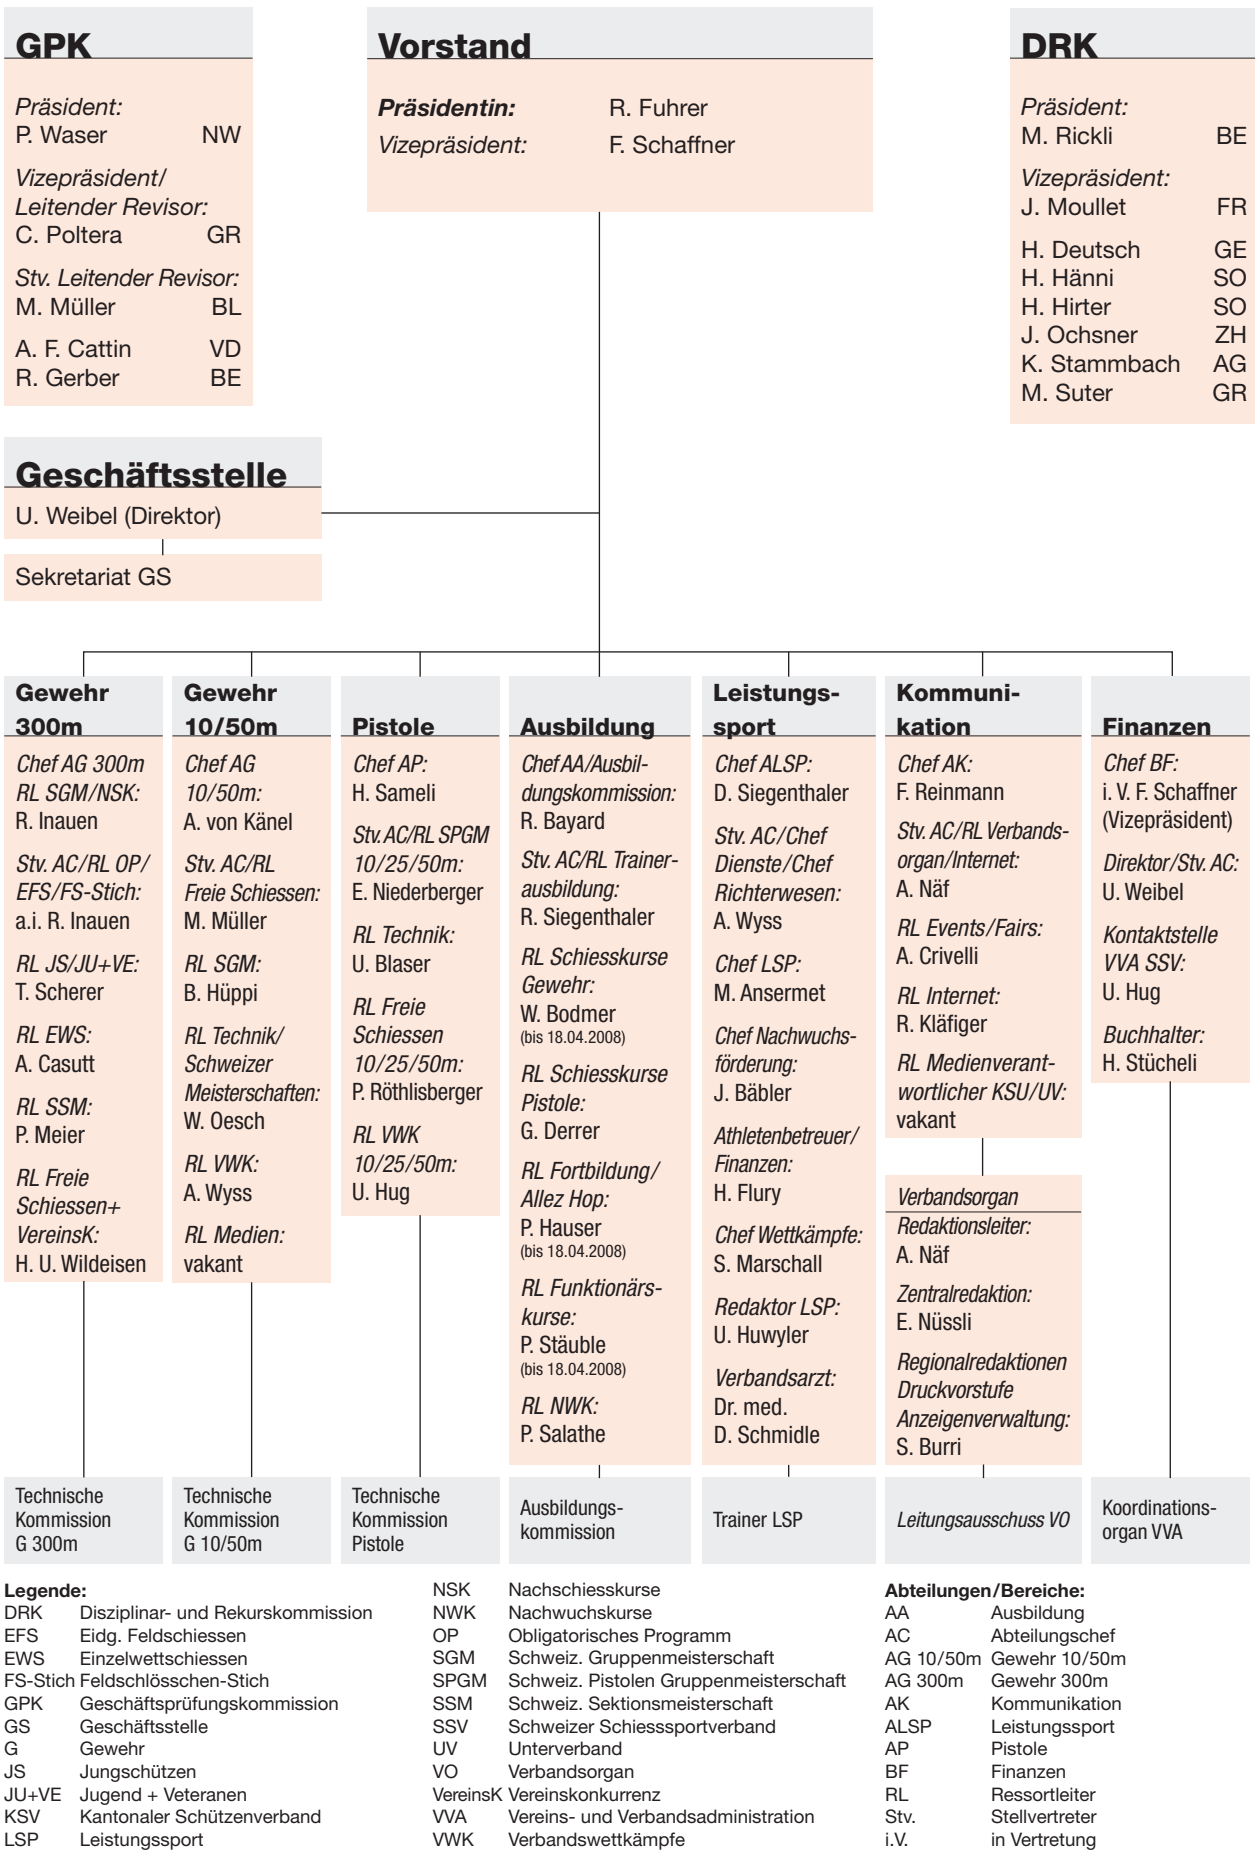 GPK
Präsident:
P. Waser NW
Vizepräsident/
Leitender Revisor:
C. Poltera GR
Stv. Leitender Revisor:
M. Müller BL
A. F. Cattin VD
R. Gerber BE
Vorstand
Präsidentin: R. Fuhrer
Vizepräsident: F. Schaffner
DRK
Präsident:
M. Rickli BE
Vizepräsident:
J. Moullet FR
H. Deutsch GE
H. Hänni SO
H. Hirter SO
J. Ochsner ZH
K. Stammbach AG
M. Suter GR
Geschäftsstelle
U. Weibel (Direktor)
Sekretariat GS
Gewehr
300m
Chef AG 300m
RL SGM/NSK:
R. Inauen
Stv. AC/RL OP/
EFS/FS-Stich:
a.i. R. Inauen
RL JS/JU+VE:
T. Scherer
RL EWS:
A. Casutt
RL SSM:
P. Meier
RL Freie
Schiessen+
VereinsK:
H. U. Wildeisen
Technische
Kommission
G 300m
Gewehr
10/50m
Chef AG
10/50m:
A. von Känel
Stv. AC/RL
Freie Schiessen:
M. Müller
RL SGM:
B. Hüppi
RL Technik/
Schweizer
Meisterschaften:
W. Oesch
RL VWK:
A. Wyss
RL Medien:
vakant
Technische
Kommission
G 10/50m
Pistole
Chef AP:
H. Sameli
Stv. AC/RL SPGM
10/25/50m:
E. Niederberger
RL Technik:
U. Blaser
RL Freie
Schiessen
10/25/50m:
P. Röthlisberger
RL VWK
10/25/50m:
U. Hug
Technische
Kommission
Pistole
Ausbildung
Chef AA/Ausbil-
dungskommission:
R. Bayard
Stv. AC/RL Trainer-
ausbildung:
R. Siegenthaler
RL Schiesskurse
Gewehr:
W. Bodmer
(bis 18.04.2008)
RL Schiesskurse
Pistole:
G. Derrer
RL Fortbildung/
Allez Hop:
P. Hauser
(bis 18.04.2008)
RL Funktionärs-
kurse:
P. Stäuble
(bis 18.04.2008)
RL NWK:
P. Salathe
Ausbildungs-
kommission
Leistungs-
sport
Chef ALSP:
D. Siegenthaler
Stv. AC/Chef
Dienste/Chef
Richterwesen:
A. Wyss
Chef LSP:
M. Ansermet
Chef Nachwuchs-
förderung:
J. Bäbler
Athletenbetreuer/
Finanzen:
H. Flury
Chef Wettkämpfe:
S. Marschall
Redaktor LSP:
U. Huwyler
Verbandsarzt:
Dr. med.
D. Schmidle
Trainer LSP
Kommuni-
kation
Chef AK:
F. Reinmann
Stv. AC/RL Verbands-
organ/Internet:
A. Näf
RL Events/Fairs:
A. Crivelli
RL Internet:
R. Kläfiger
RL Medienverant-
wortlicher KSU/UV:
vakant
Verbandsorgan
Redaktionsleiter:
A. Näf
Zentralredaktion:
E. Nüssli
Regionalredaktionen
Druckvorstufe
Anzeigenverwaltung:
S. Burri
Leitungsausschuss VO
Finanzen
Chef BF:
i. V. F. Schaffner
(Vizepräsident)
Direktor/Stv. AC:
U. Weibel
Kontaktstelle
VVA SSV:
U. Hug
Buchhalter:
H. Stücheli
Koordinations-
organ VVA
Legende:
DRK Disziplinar- und Rekurskommission
EFS Eidg. Feldschiessen
EWS Einzelwettschiessen
FS-Stich Feldschlösschen-Stich
GPK Geschäftsprüfungskommission
GS Geschäftsstelle
G Gewehr
JS Jungschützen
JU+VE Jugend + Veteranen
KSV Kantonaler Schützenverband
LSP Leistungssport
NSK Nachschiesskurse
NWK Nachwuchskurse
OP Obligatorisches Programm
SGM Schweiz. Gruppenmeisterschaft
SPGM Schweiz. Pistolen Gruppenmeisterschaft
SSM Schweiz. Sektionsmeisterschaft
SSV Schweizer Schiesssportverband
UV Unterverband
VO Verbandsorgan
VereinsK Vereinskonkurrenz
VVA Vereins- und Verbandsadministration
VWK Verbandswettkämpfe
Abteilungen/Bereiche:
AA Ausbildung
AC Abteilungschef
AG 10/50m Gewehr 10/50m
AG 300m Gewehr 300m
AK Kommunikation
ALSP Leistungssport
AP Pistole
BF Finanzen
RL Ressortleiter
Stv. Stellvertreter
i.V. in Vertretung